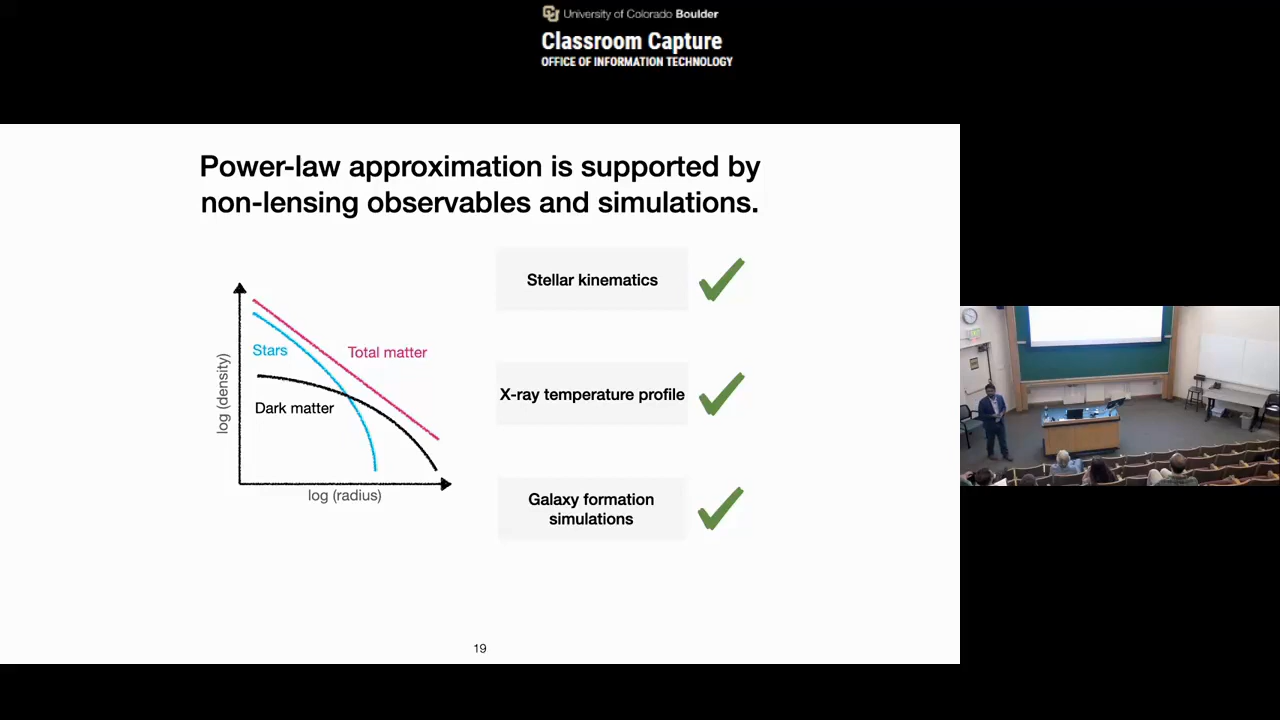 University of Colorado Boulder
Classroom Capture
OFFICE OF INFORMATION TECHNOLOGY
Power-law approximation is supported by
non-lensing observables and simulations.
Stellar kinematics
X-ray temperature profile
Galaxy formation
simulations
log (density)
Stars
Total matter
Dark matter
log (radius)
19